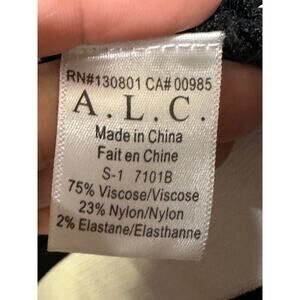 RN#130801 CA# 00985
A.L.C.
Made in China
Fait en Chine
S-1 7101B
75% Viscose/Viscose
23% Nylon/Nylon
2% Elastane/Elasthanne